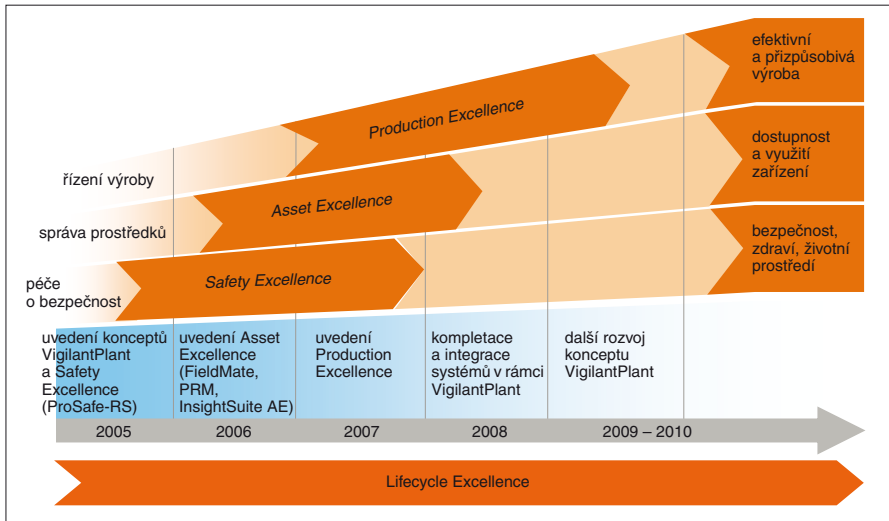 efektivní
a přizpůsobivá
výroba
Production Excellence
řízení výroby
dostupnost
a využití
zařízení
Asset Excellence
správa prostředků
bezpečnost,
zdraví, životní
prostředí
Safety Excellence
péče
o bezpečnost
uvedení konceptů
VigilantPlant
a Safety
Excellence
(ProSafe-RS)
uvedení Asset
Excellence
(FieldMate,
PRM,
InsightSuite AE)
uvedení
Production
Excellence
kompletace
a integrace
systémů v rámci
VigilantPlant
další rozvoj
konceptu
VigilantPlant
2005
2006
2007
2008
2009 – 2010
Lifecycle Excellence